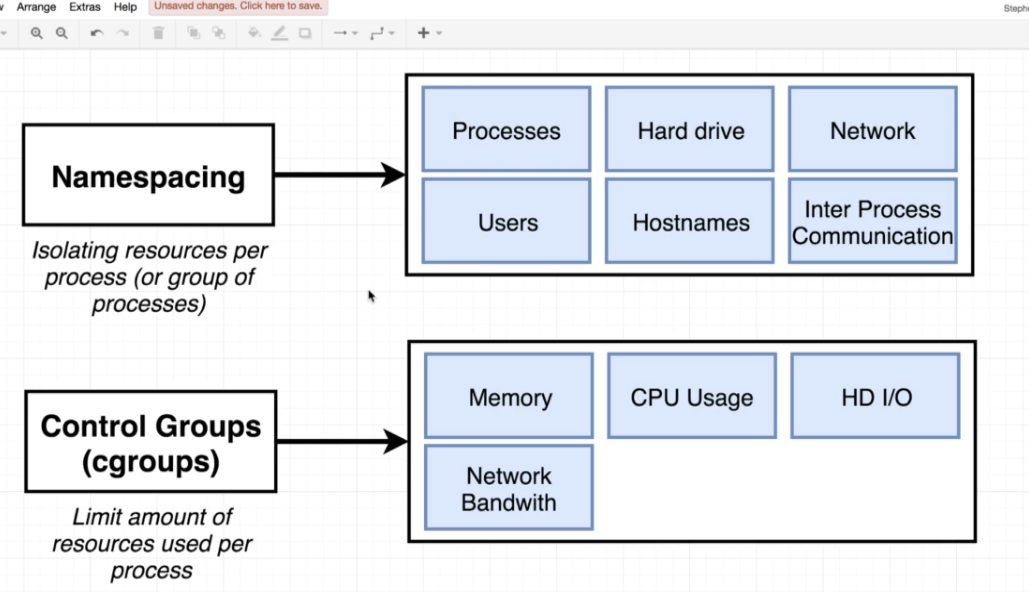 Arrange Extras Help Unsaved changes. Click here to save.
Processes Hard drive Network
Namespacing
Users Hostnames Inter Process
Communication
Isolating resources per
process (or group of
processes)
Memory CPU Usage HD I/O
Control Groups
(cgroups)
Network
Bandwith
Limit amount of
resources used per
process